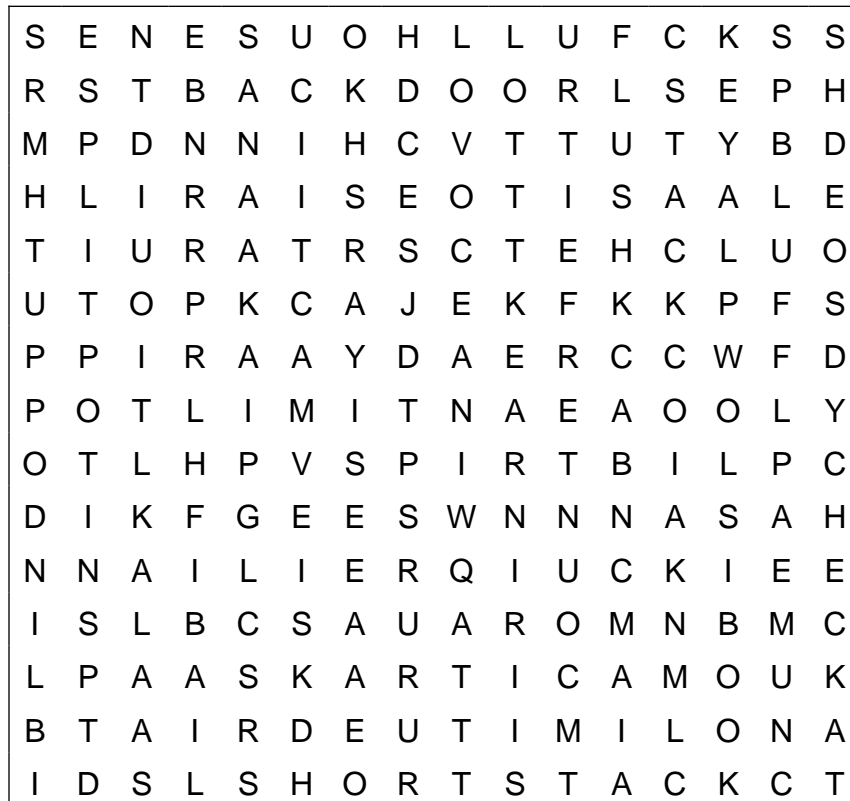 S E N E S U O H L L U F C K S S
R S T B A C K D O O R L S E P H
M P D N N I H C V T T U T Y B D
H L I R A I S E O T I S A A L E
T I U R A T R S C T E H C L U O
U T O P K C A J E K F K K P F S
P P I R A A Y D A E R C C W F D
P O T L I M I T N A E A O O L Y
O T L H P V S P I R T B I L P C
D I K F G E E S W N N N A S A H
N N A I L I E R Q I U C K I E E
I S L B C S A U A R O M N B M C
L P A A S K A R T I C A M O U K
B T A I R D E U T I M I L O N A
I D S L S H O R T S T A C K C T